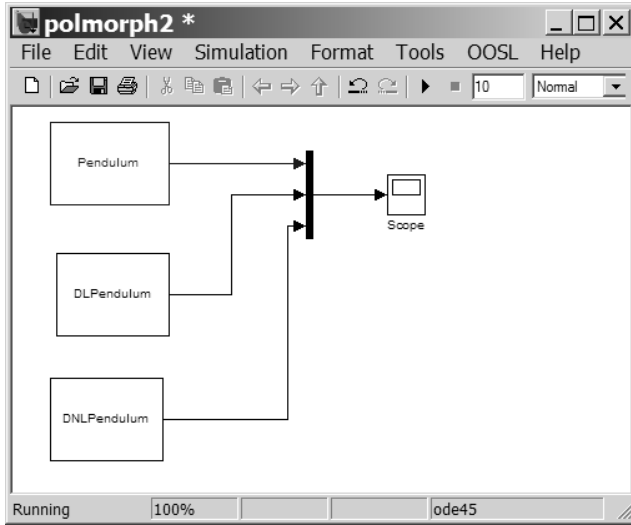 polmorph2 *
File Edit View Simulation Format Tools OOSL Help
10 Normal
Pendulum
Scope
DLPendulum
DNLPendulum
Running 100% ode45